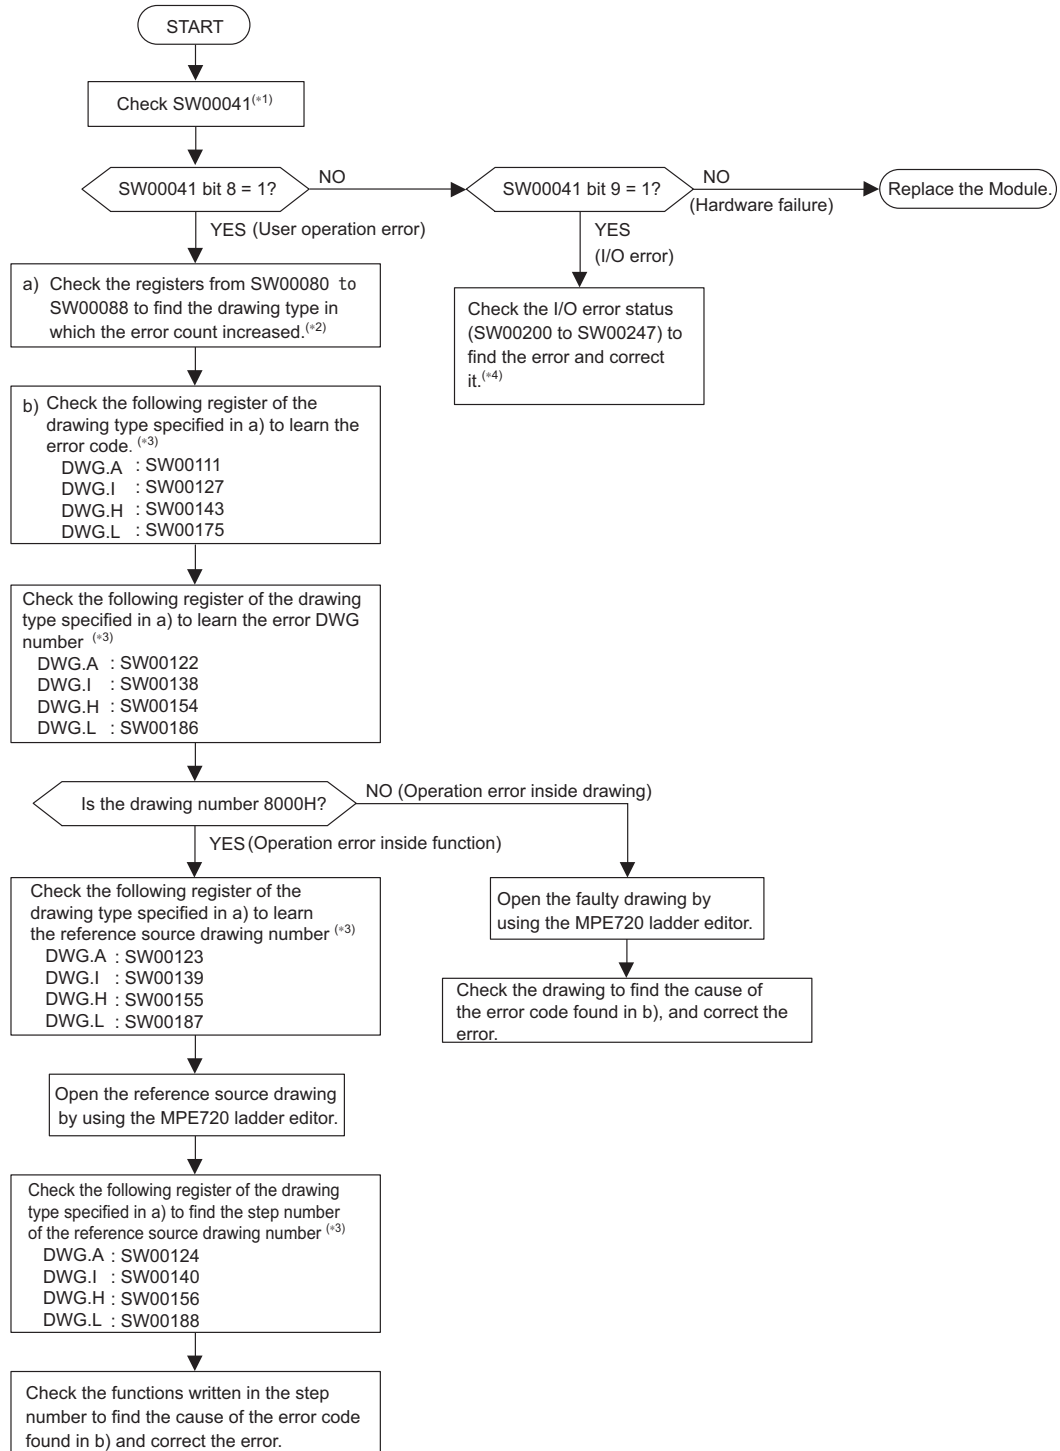 START
Check SW00041(*1)
SW00041 bit 8 = 1?
NO
SW00041 bit 9 = 1?
NO
(Hardware failure)
Replace the Module.
YES (User operation error)
YES
(I/O error)
a) Check the registers from SW00080 to
SW00088 to find the drawing type in
which the error count increased.(*2)
Check the I/O error status
(SW00200 to SW00247) to
find the error and correct
it.(*4)
b) Check the following register of the
drawing type specified in a) to learn the
error code. (*3)
DWG.A : SW00111
DWG.I : SW00127
DWG.H : SW00143
DWG.L : SW00175
Check the following register of the drawing
type specified in a) to learn the error DWG
number (*3)
DWG.A : SW00122
DWG.I : SW00138
DWG.H : SW00154
DWG.L : SW00186
Is the drawing number 8000H?
NO (Operation error inside drawing)
YES (Operation error inside function)
Check the following register of the
drawing type specified in a) to learn
the reference source drawing number (*3)
DWG.A : SW00123
DWG.I : SW00139
DWG.H : SW00155
DWG.L : SW00187
Open the faulty drawing by
using the MPE720 ladder editor.
Check the drawing to find the cause of
the error code found in b), and correct the
error.
Open the reference source drawing
by using the MPE720 ladder editor.
Check the following register of the drawing
type specified in a) to find the step number
of the reference source drawing number (*3)
DWG.A : SW00124
DWG.I : SW00140
DWG.H : SW00156
DWG.L : SW00188
Check the functions written in the step
number to find the cause of the error code
found in b) and correct the error.